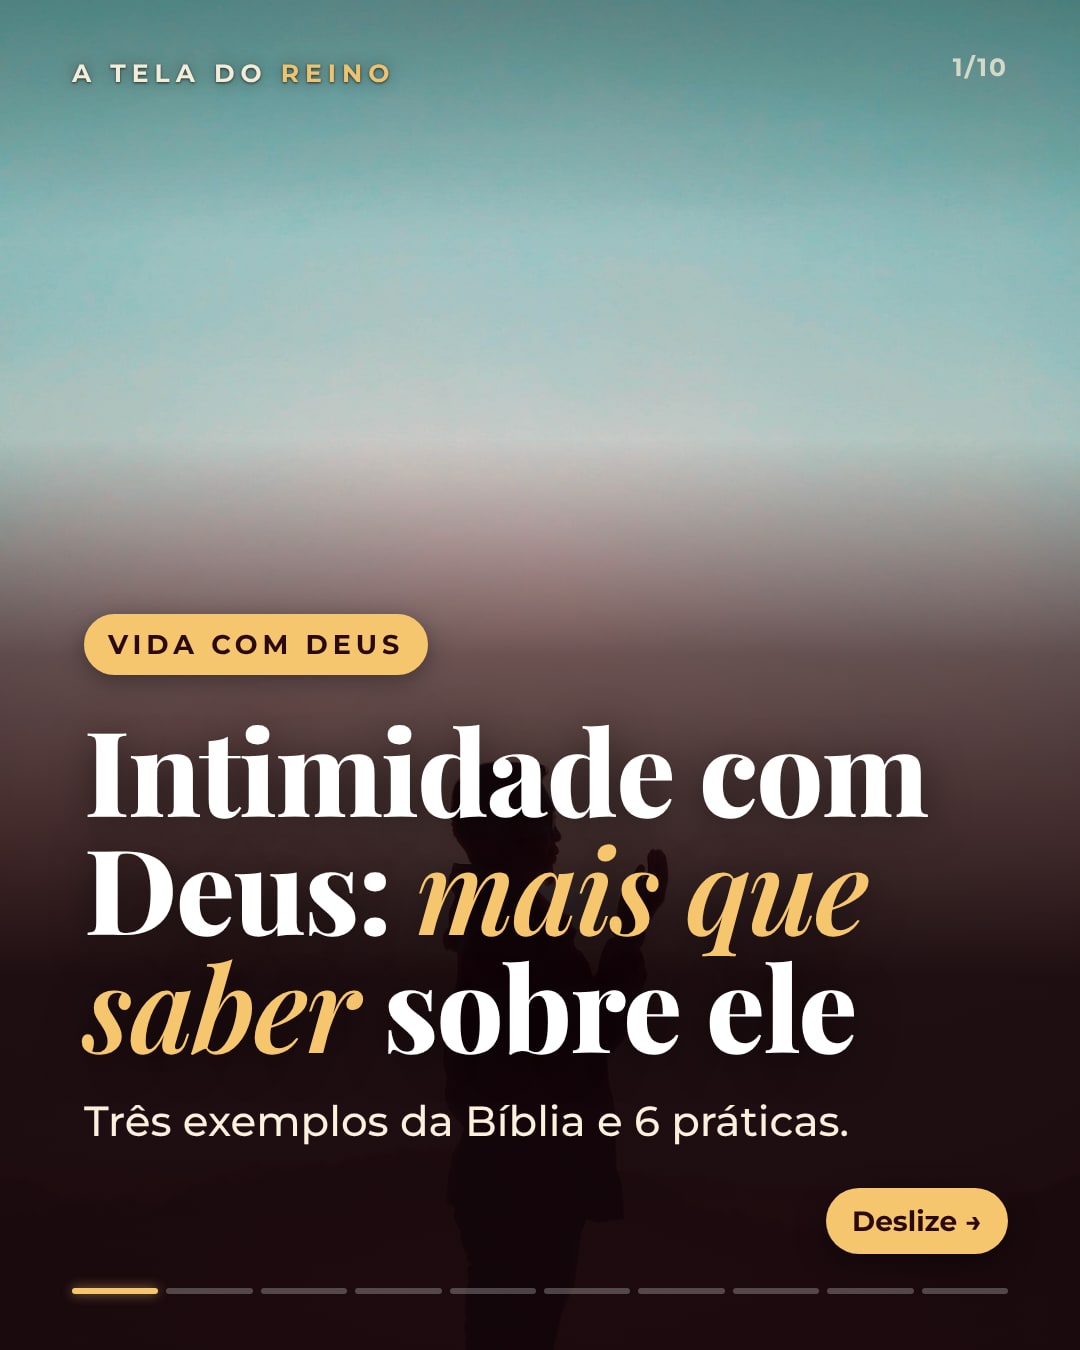 A TELA DO REINO
1/10
VIDA COM DEUS
Intimidade com
Deus: mais que
saber sobre ele
Três exemplos da Bíblia e 6 práticas.
Deslize →